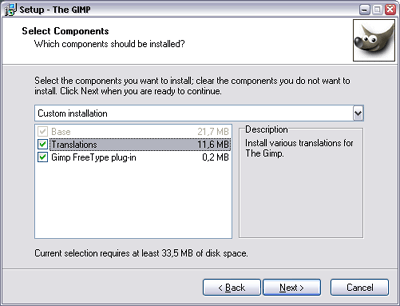 Setup - The GIMP
Select Components
Which components should be installed?
Select the components you want to install; clear the components you do not want to
install. Click Next when you are ready to continue.
Custom installation
Base 21,7 MB
Translations 11,6 MB
Gimp FreeType plug-in 0,2 MB
Description
Install various translations for
The Gimp.
Current selection requires at least 33,5 MB of disk space.
< Back
Next >
Cancel